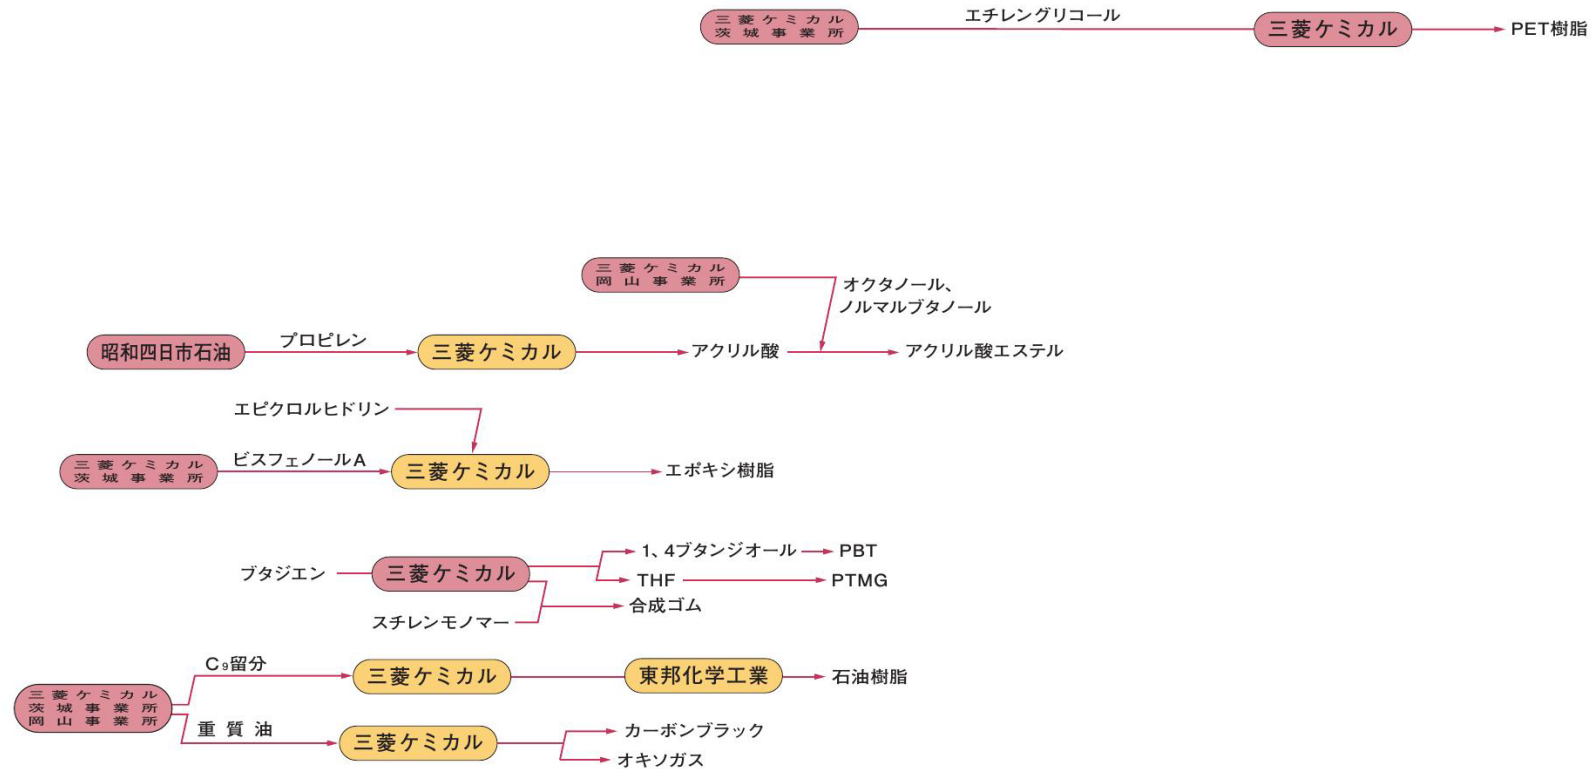 三菱ケミカル
茨城事業所
エチレングリコール
三菱ケミカル
PET樹脂
三菱ケミカル
岡山事業所
オクタノール、
ノルマルブタノール
昭和四日市石油
プロピレン
三菱ケミカル
アクリル酸
アクリル酸エステル
エピクロルヒドリン
三菱ケミカル
茨城事業所
ビスフェノールA
三菱ケミカル
エポキシ樹脂
ブタジエン
三菱ケミカル
1、4ブタンジオール
PBT
THF
PTMG
合成ゴム
スチレンモノマー
三菱ケミカル
茨城事業所
岡山事業所
C₉留分
三菱ケミカル
東邦化学工業
石油樹脂
重質油
三菱ケミカル
カーボンブラック
オキソガス